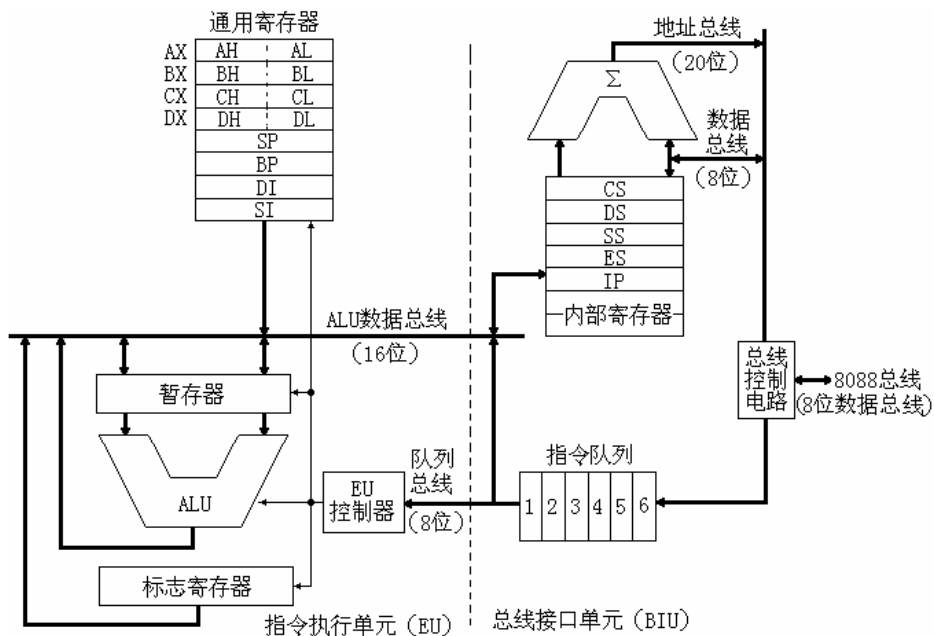 通用寄存器
AX AH AL
BX BH BL
CX CH CL
DX DH DL
SP
BP
DI
SI
ALU数据总线
(16位)
暂存器
ALU
标志寄存器
EU
控制器
队列
总线
(8位)
指令执行单元(EU)
地址总线
(20位)
Σ
数据
总线
(8位)
CS
DS
SS
ES
IP
内部寄存器
总线
控制
电路
8088总线
(8位数据总线)
指令队列
1 2 3 4 5 6
总线接口单元(BIU)